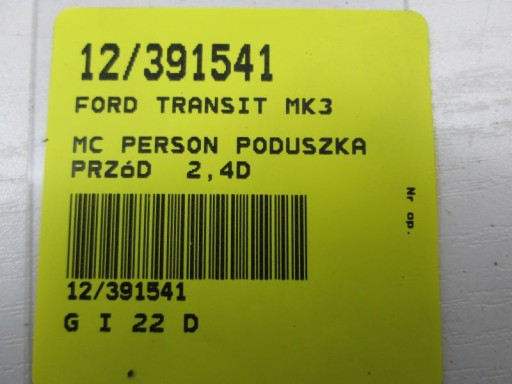 12/391541
FORD TRANSIT MK3
MC PERSON PODUSZKA
PRZóD 2,4D
Nr op.
12/391541
G I 22 D